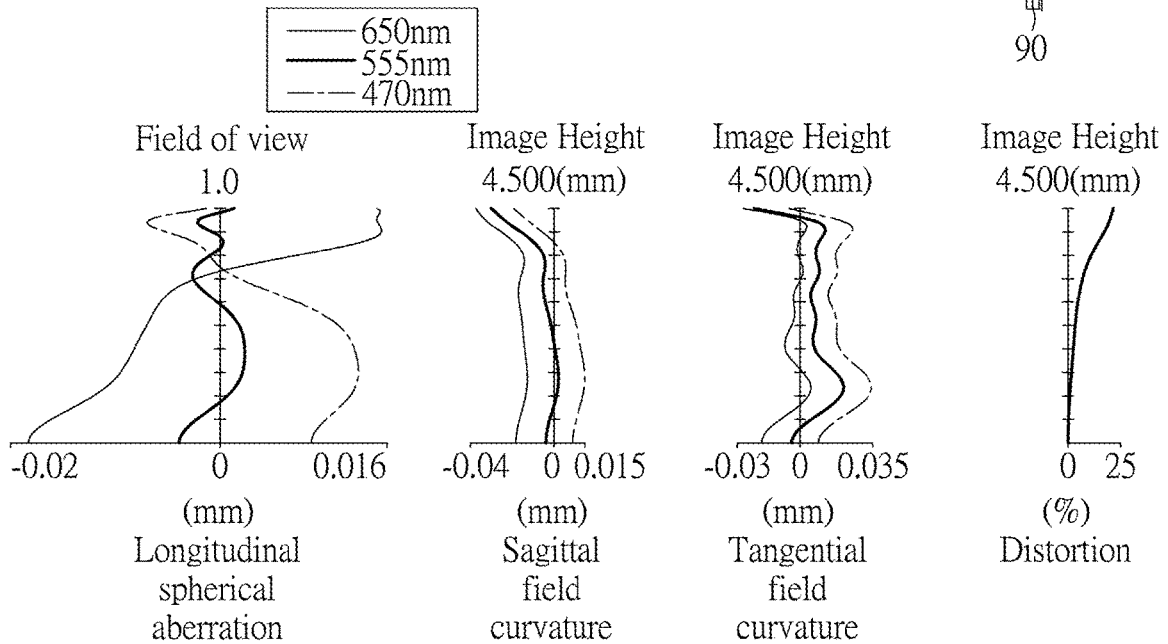 90
650nm
555nm
470nm
Field of view
1.0
Image Height
4.500(mm)
Image Height
4.500(mm)
Image Height
4.500(mm)
-0.02 0 0.016
(mm)
Longitudinal
spherical
aberration
-0.04 0 0.015
(mm)
Sagittal
field
curvature
-0.03 0 0.035
(mm)
Tangential
field
curvature
0 25
(%)
Distortion